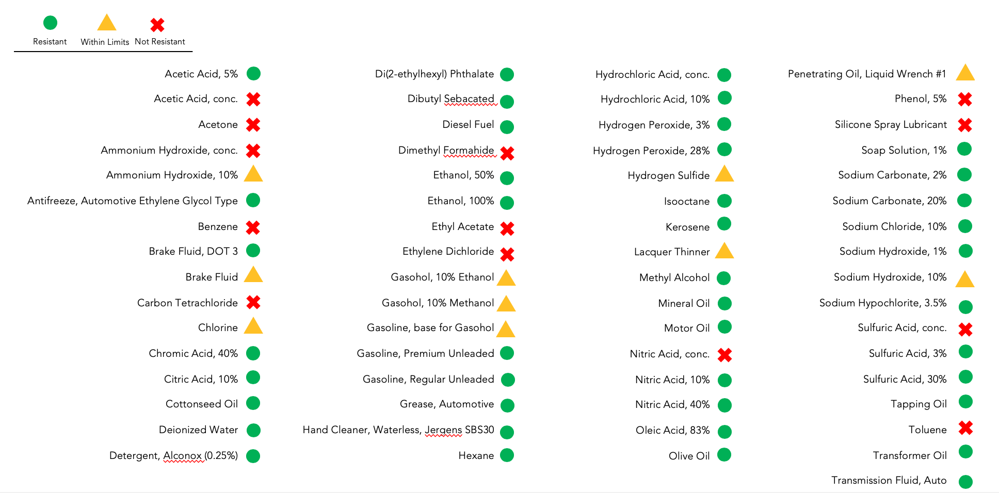 Resistant
Within Limits
Not Resistant
Acetic Acid, 5%
Acetic Acid, conc.
Acetone
Ammonium Hydroxide, conc.
Ammonium Hydroxide, 10%
Antifreeze, Automotive Ethylene Glycol Type
Benzene
Brake Fluid, DOT 3
Brake Fluid
Carbon Tetrachloride
Chlorine
Chromic Acid, 40%
Citric Acid, 10%
Cottonseed Oil
Deionized Water
Detergent, Alconox (0.25%)
Di(2-ethylhexyl) Phthalate
Dibutyl Sebacated
Diesel Fuel
Dimethyl Formahide
Ethanol, 50%
Ethanol, 100%
Ethyl Acetate
Ethylene Dichloride
Gasohol, 10% Ethanol
Gasohol, 10% Methanol
Gasoline, base for Gasohol
Gasoline, Premium Unleaded
Gasoline, Regular Unleaded
Grease, Automotive
Hand Cleaner, Waterless, Jergens SBS30
Hexane
Hydrochloric Acid, conc.
Hydrochloric Acid, 10%
Hydrogen Peroxide, 3%
Hydrogen Peroxide, 28%
Hydrogen Sulfide
Isooctane
Kerosene
Lacquer Thinner
Methyl Alcohol
Mineral Oil
Motor Oil
Nitric Acid, conc.
Nitric Acid, 10%
Nitric Acid, 40%
Oleic Acid, 83%
Olive Oil
Penetrating Oil, Liquid Wrench #1
Phenol, 5%
Silicone Spray Lubricant
Soap Solution, 1%
Sodium Carbonate, 2%
Sodium Carbonate, 20%
Sodium Chloride, 10%
Sodium Hydroxide, 1%
Sodium Hydroxide, 10%
Sodium Hypochlorite, 3.5%
Sulfuric Acid, conc.
Sulfuric Acid, 3%
Sulfuric Acid, 30%
Tapping Oil
Toluene
Transformer Oil
Transmission Fluid, Auto